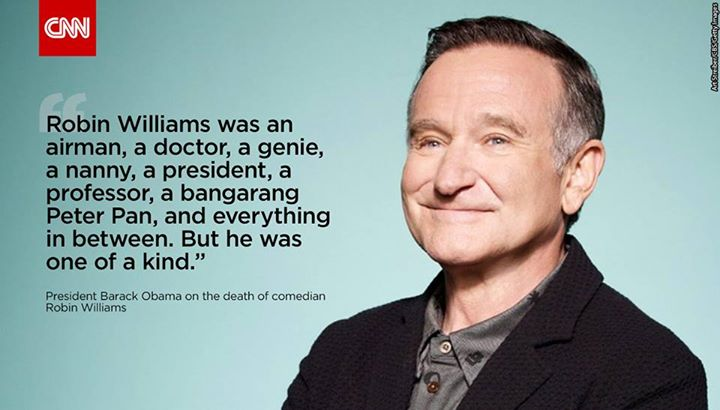 CNN
“
Robin Williams was an
airman, a doctor, a genie,
a nanny, a president, a
professor, a bangarang
Peter Pan, and everything
in between. But he was
one of a kind.”
President Barack Obama on the death of comedian
Robin Williams
Art Streiber/CBS/Getty Images